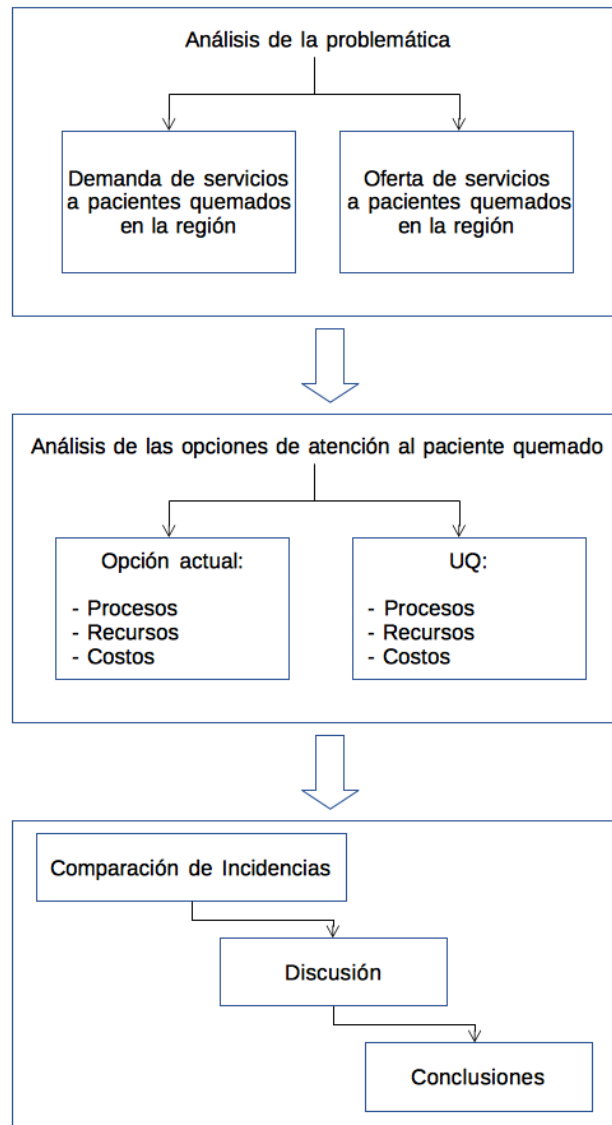 Análisis de la problemática
Demanda de servicios
a pacientes quemados
en la región
Oferta de servicios
a pacientes quemados
en la región
Análisis de las opciones de atención al paciente quemado
Opción actual:
- Procesos
- Recursos
- Costos
UQ:
- Procesos
- Recursos
- Costos
Comparación de Incidencias
Discusión
Conclusiones